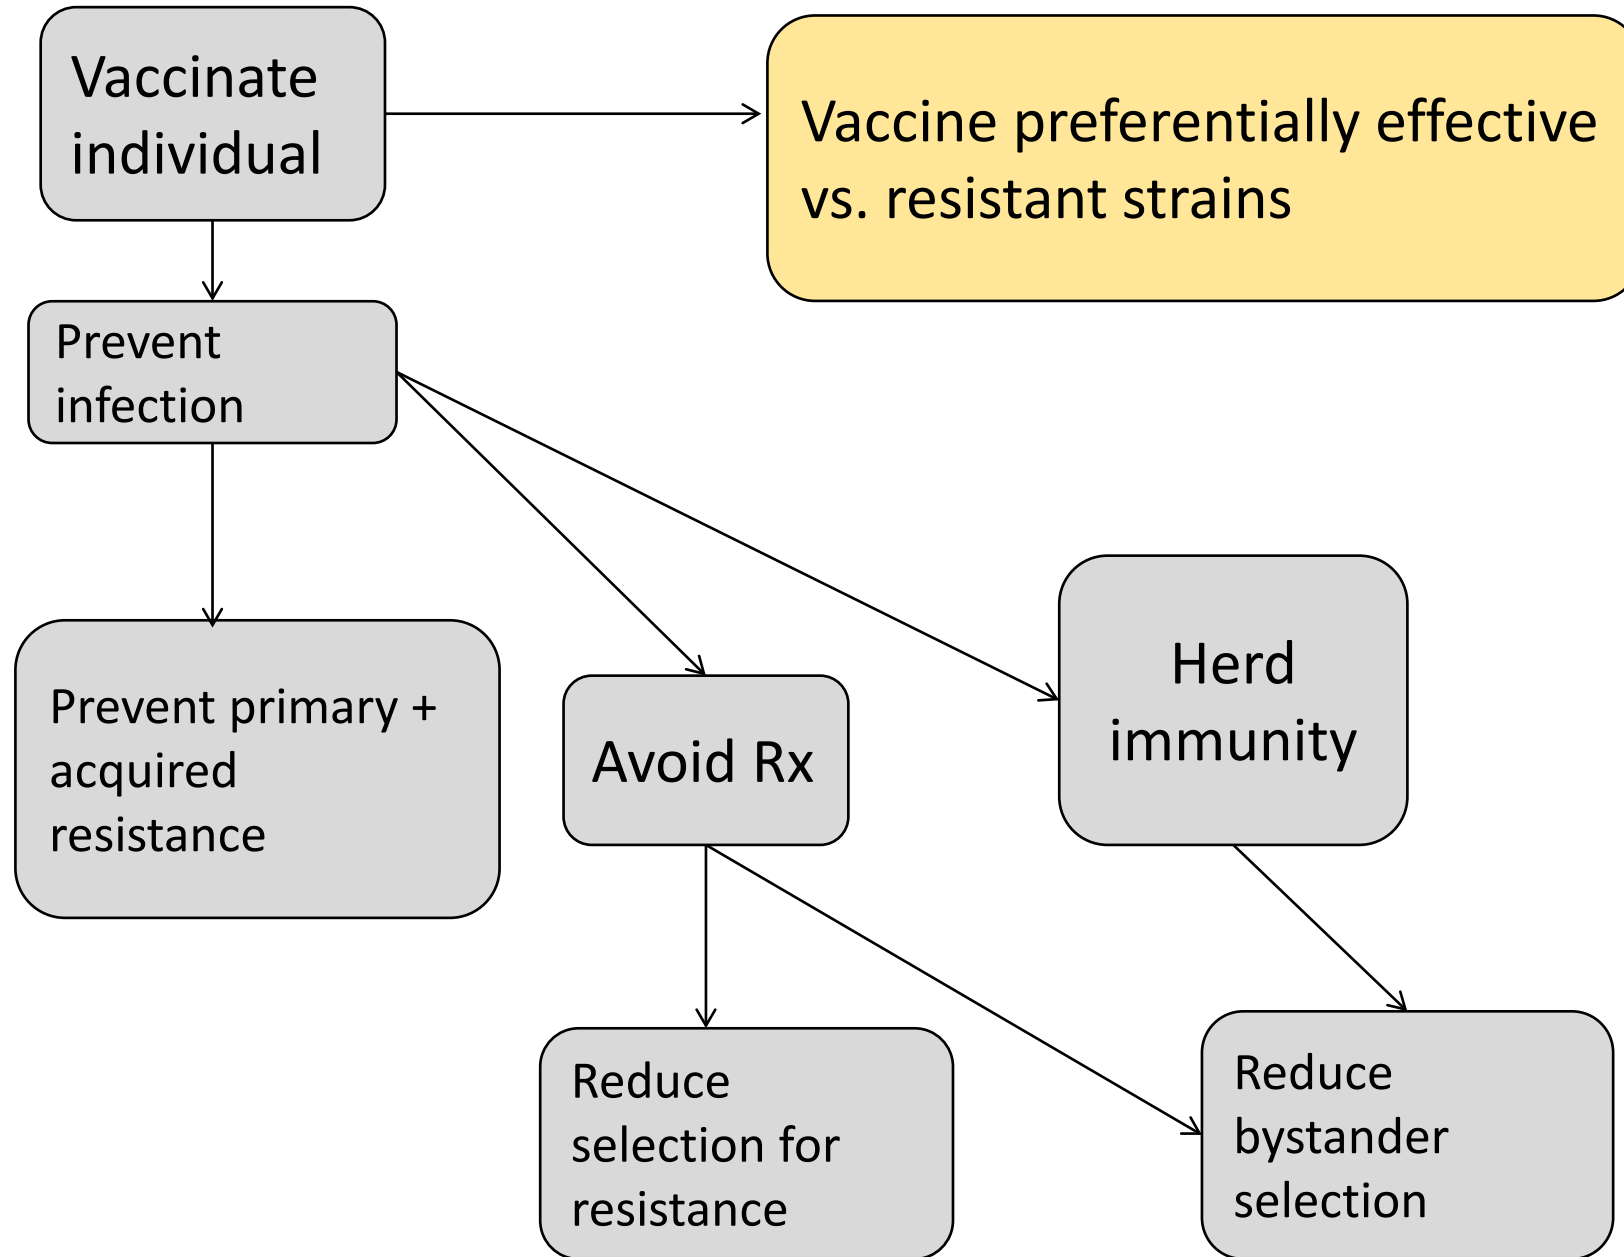 Vaccinate
individual
Vaccine preferentially effective
vs. resistant strains
Prevent
infection
Prevent primary +
acquired
resistance
Avoid Rx
Herd
immunity
Reduce
selection for
resistance
Reduce
bystander
selection